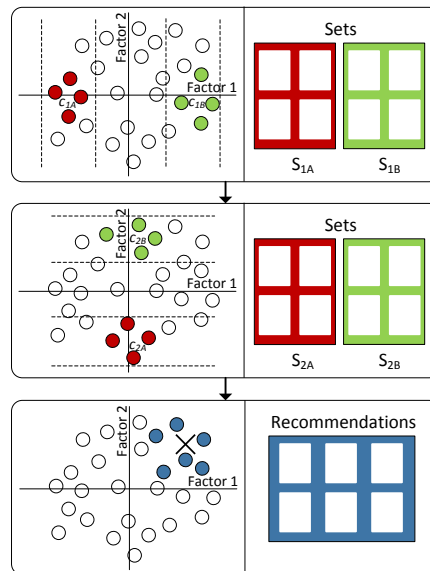 Factor 2
Factor 1
c1A
c1B
Sets
S1A
S1B
Factor 2
c2B
Factor 1
c2A
Sets
S2A
S2B
Factor 2
Factor 1
Recommendations